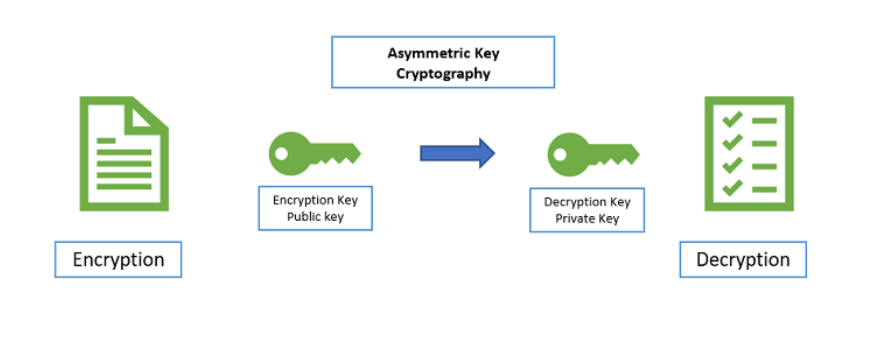 Asymmetric Key
Cryptography
Encryption Key
Public key
Decryption Key
Private Key
Encryption
Decryption